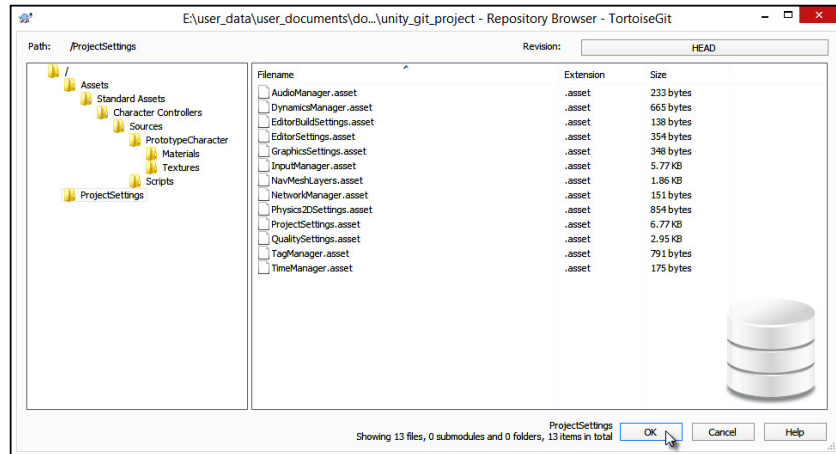 E:\user_data\user_documents\do...\unity_git_project - Repository Browser - TortoiseGit
Path: /ProjectSettings Revision: HEAD
/
Assets
Standard Assets
Character Controllers
Sources
PrototypeCharacter
Materials
Textures
Scripts
ProjectSettings
Filename Extension Size
AudioManager.asset .asset 233 bytes
DynamicsManager.asset .asset 665 bytes
EditorBuildSettings.asset .asset 138 bytes
EditorSettings.asset .asset 354 bytes
GraphicsSettings.asset .asset 348 bytes
InputManager.asset .asset 5.77 KB
NavMeshLayers.asset .asset 1.86 KB
NetworkManager.asset .asset 151 bytes
Physics2DSettings.asset .asset 854 bytes
ProjectSettings.asset .asset 6.77 KB
QualitySettings.asset .asset 2.95 KB
TagManager.asset .asset 791 bytes
TimeManager.asset .asset 175 bytes
ProjectSettings
Showing 13 files, 0 submodules and 0 folders, 13 items in total
OK Cancel Help